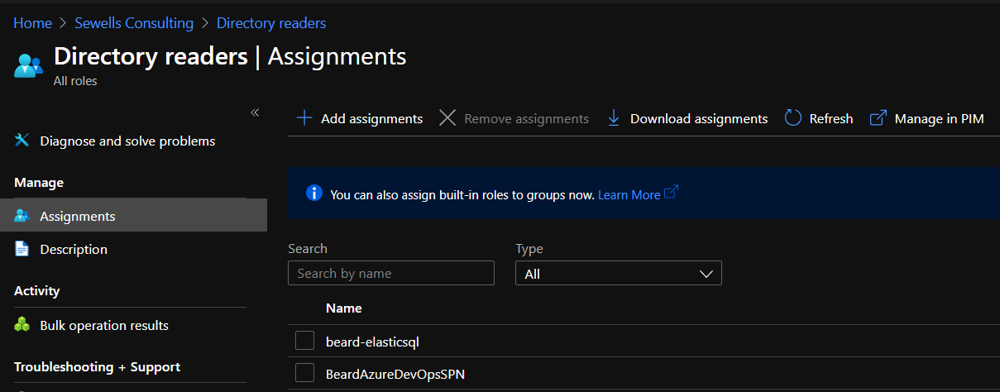 Home > Sewells Consulting > Directory readers
Directory readers | Assignments
All roles
«
Diagnose and solve problems
Manage
Assignments
Description
Activity
Bulk operation results
Troubleshooting + Support
Add assignments Remove assignments Download assignments Refresh Manage in PIM
You can also assign built-in roles to groups now. Learn More
Search Type
Search by name All
Name
beard-elasticsql
BeardAzureDevOpsSPN